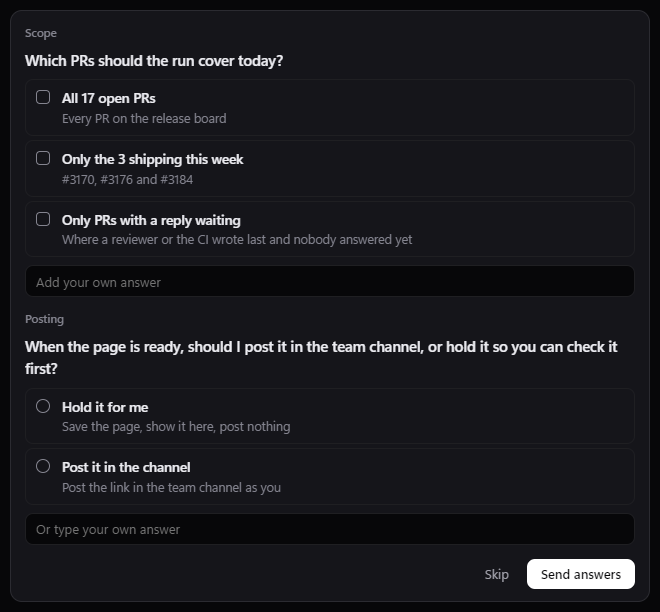 Scope
Which PRs should the run cover today?
All 17 open PRs
Every PR on the release board
Only the 3 shipping this week
#3170, #3176 and #3184
Only PRs with a reply waiting
Where a reviewer or the CI wrote last and nobody answered yet
Add your own answer
Posting
When the page is ready, should I post it in the team channel, or hold it so you can check it
first?
Hold it for me
Save the page, show it here, post nothing
Post it in the channel
Post the link in the team channel as you
Or type your own answer
Skip
Send answers